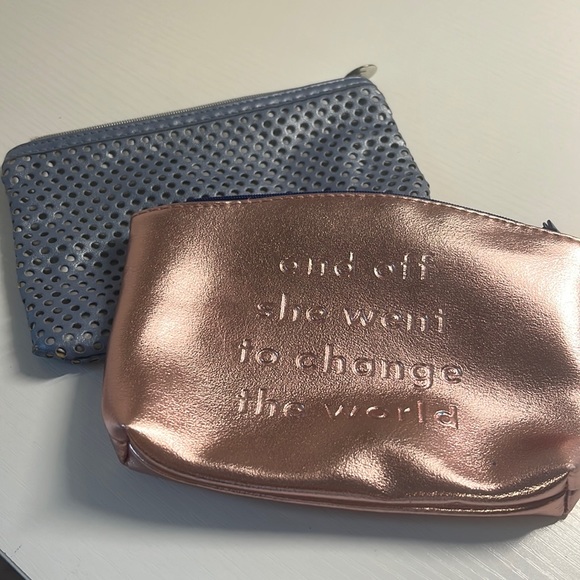 and off
she went
to change
the world